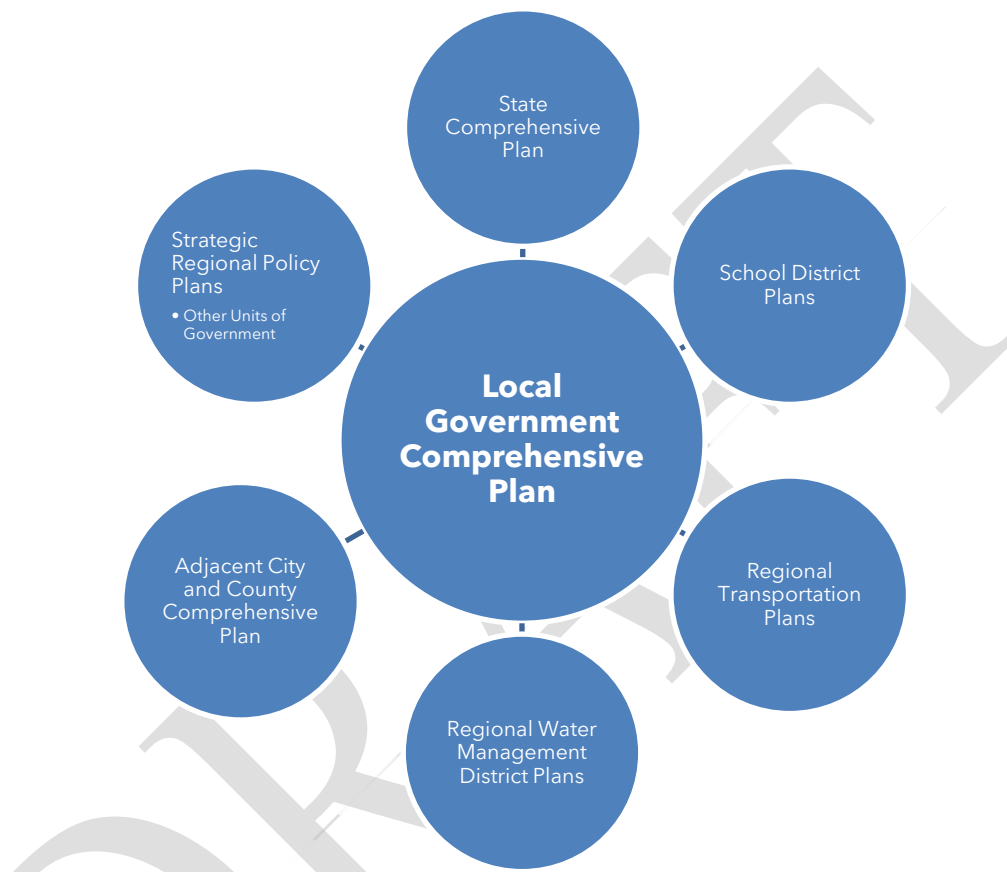 State
Comprehensive
Plan
Strategic
Regional Policy
Plans
• Other Units of
Government
School District
Plans
Local
Government
Comprehensive
Plan
Adjacent City
and County
Comprehensive
Plan
Regional
Transportation
Plans
Regional Water
Management
District Plans